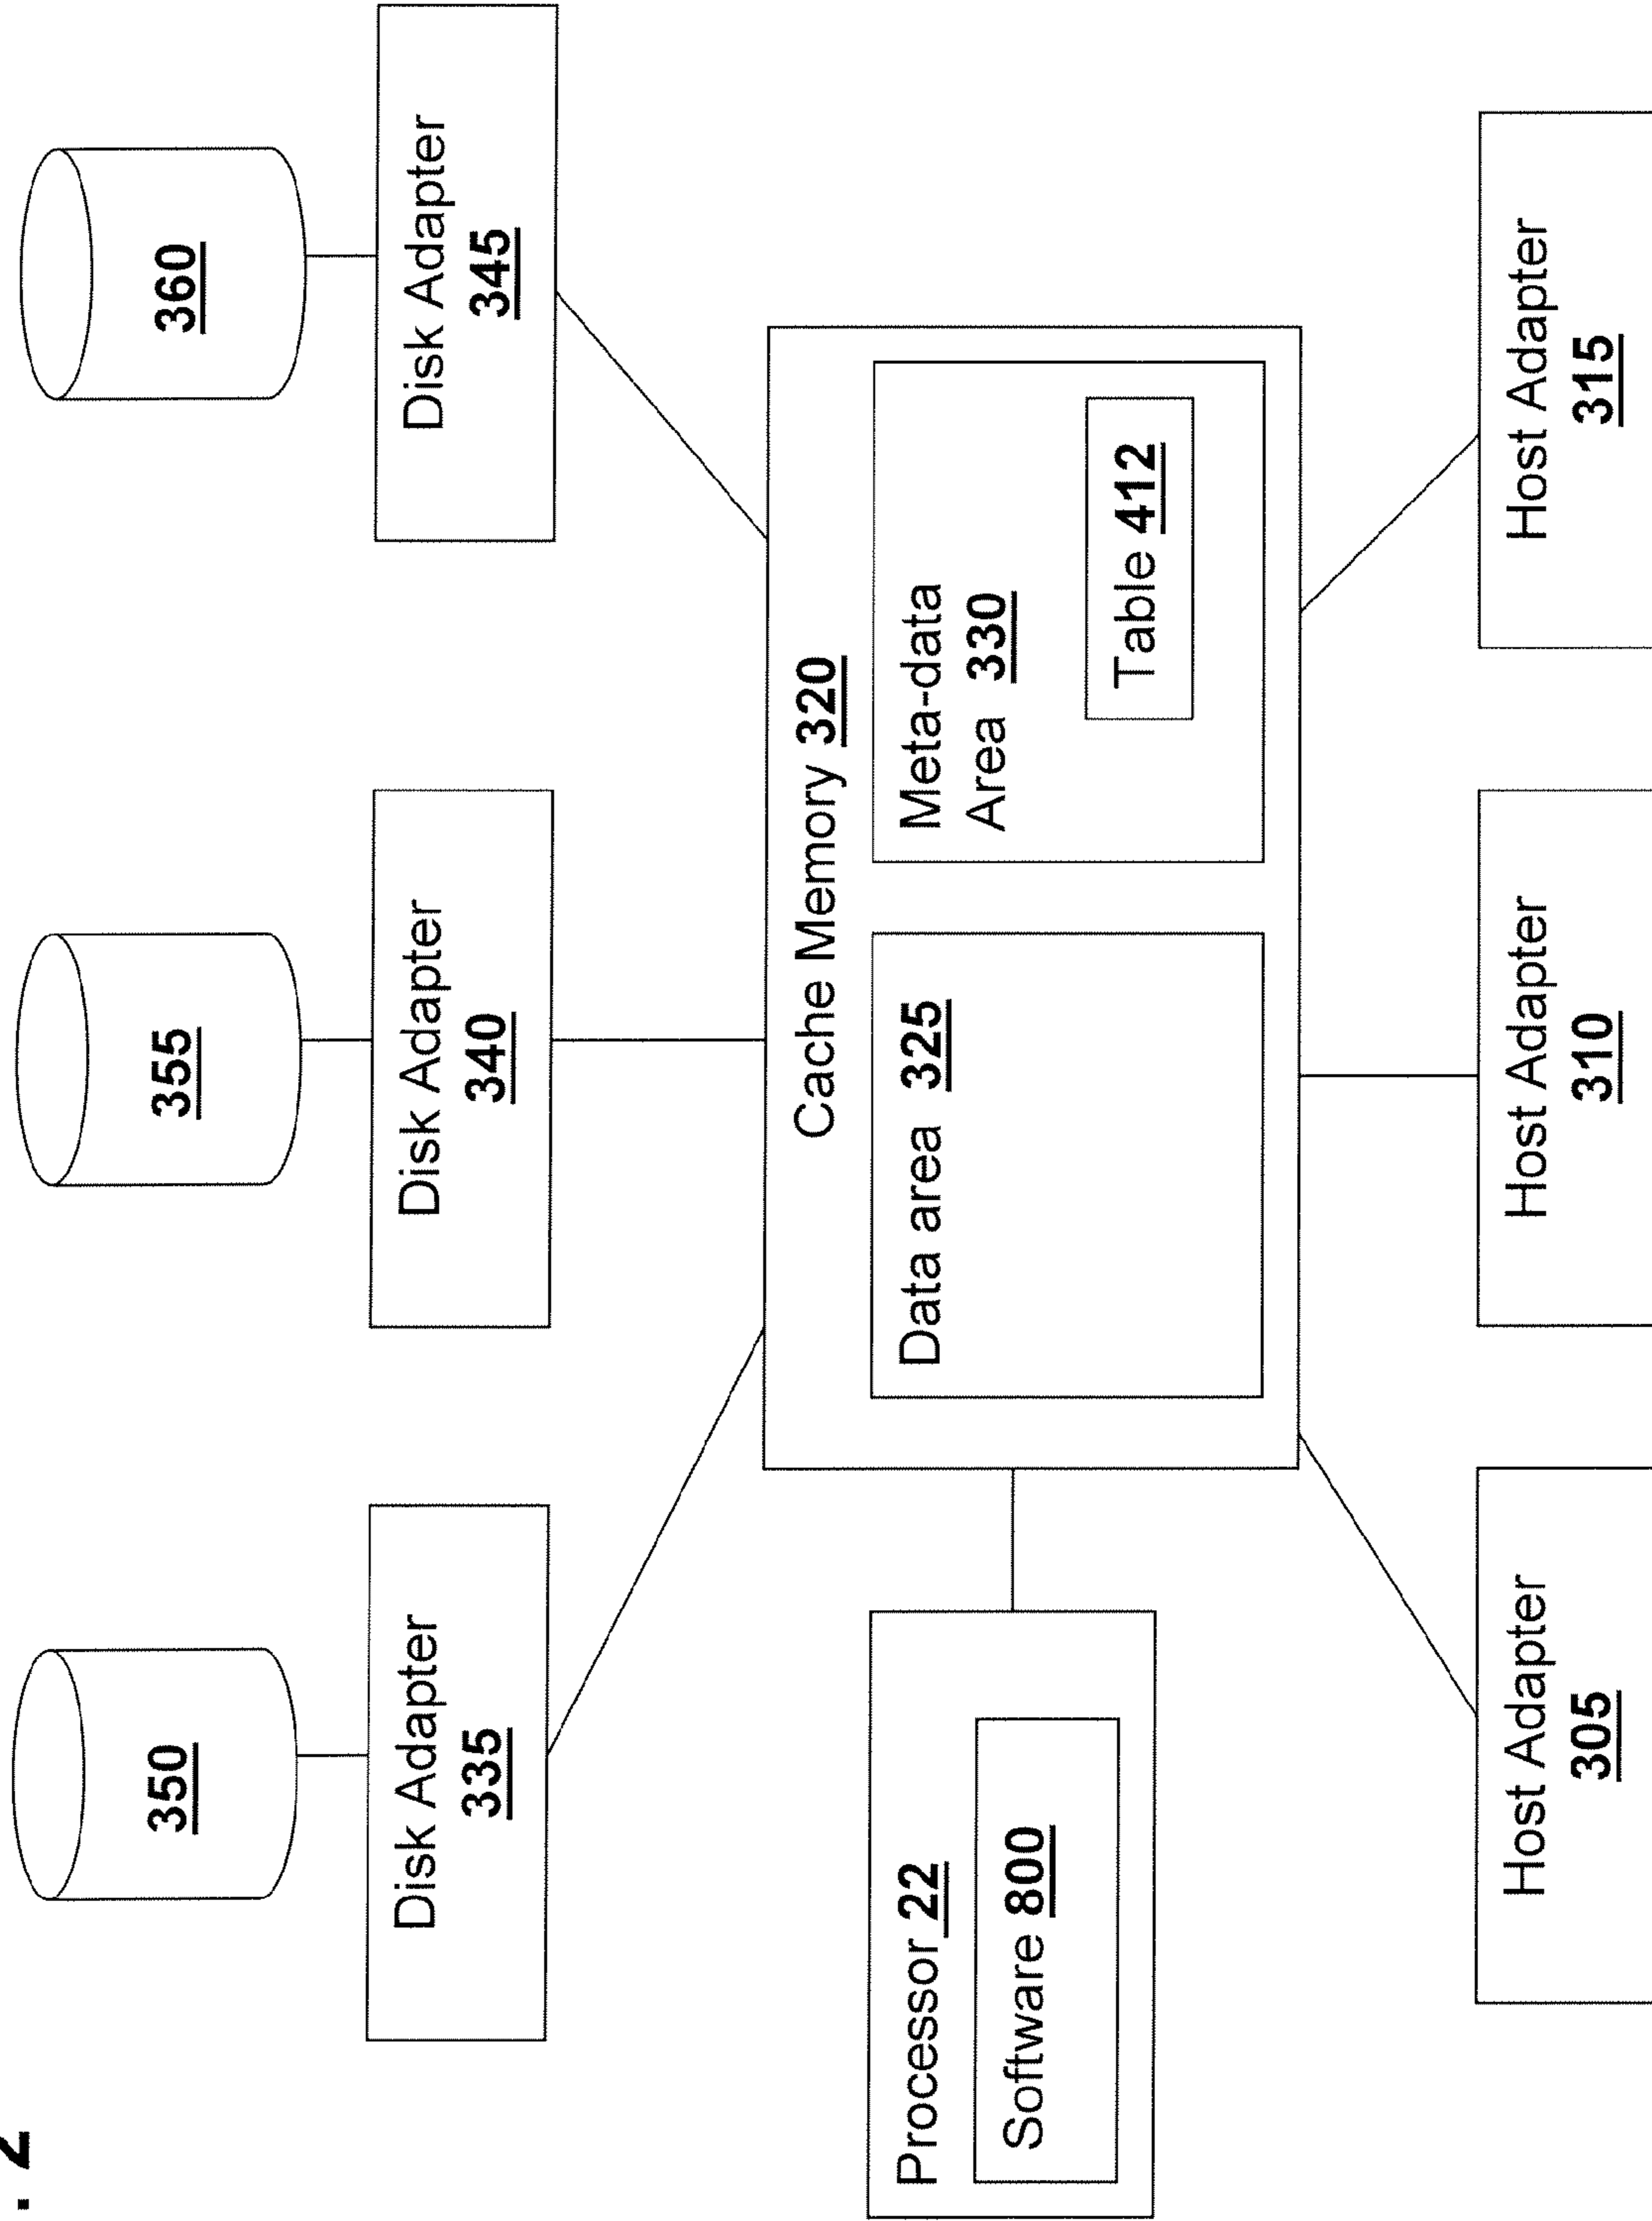 . 2
350
355
360
Disk Adapter
335
Disk Adapter
340
Disk Adapter
345
Cache Memory 320
Processor 22
Software 800
Data area 325
Meta-data
Area 330
Table 412
Host Adapter
305
Host Adapter
310
Host Adapter
315